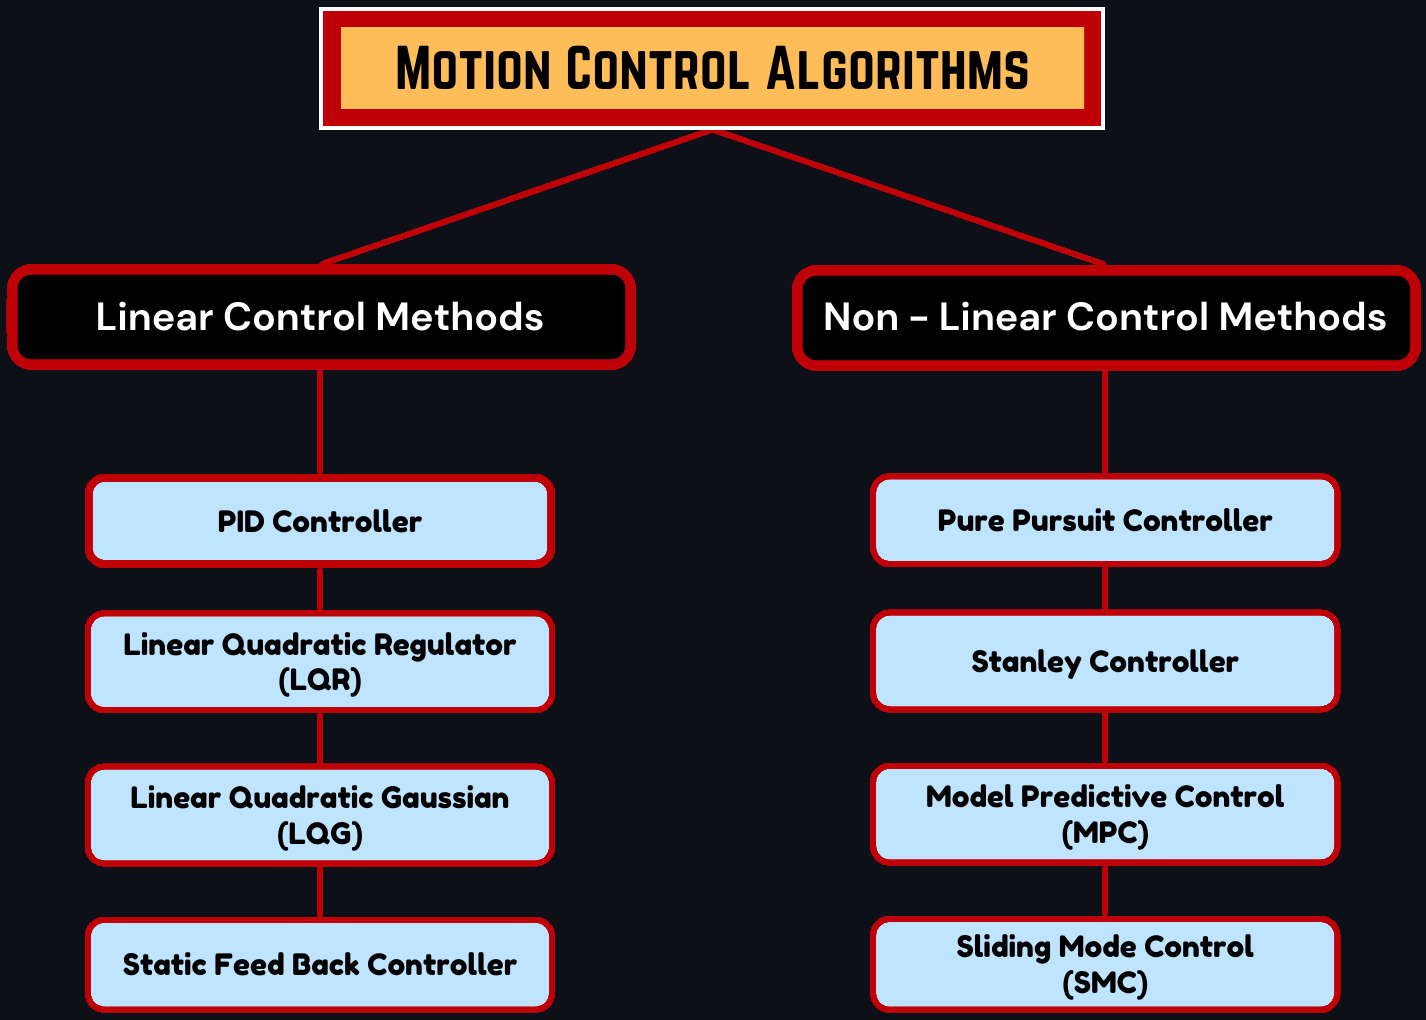 MOTION CONTROL ALGORITHMS
Linear Control Methods
PID Controller
Linear Quadratic Regulator
(LQR)
Linear Quadratic Gaussian
(LQG)
Static Feed Back Controller
Non - Linear Control Methods
Pure Pursuit Controller
Stanley Controller
Model Predictive Control
(MPC)
Sliding Mode Control
(SMC)